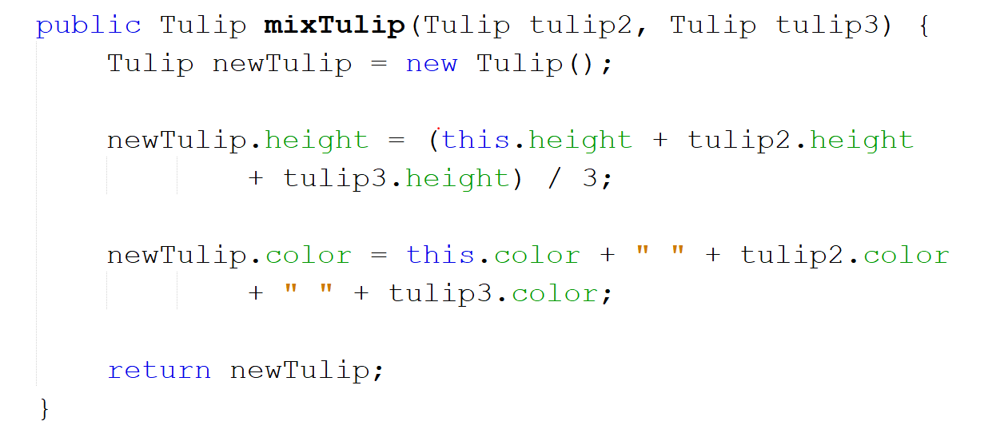 public Tulip mixTulip(Tulip tulip2, Tulip tulip3) {
    Tulip newTulip = new Tulip();
    newTulip.height = (this.height + tulip2.height
            + tulip3.height) / 3;
    newTulip.color = this.color + " " + tulip2.color
            + " " + tulip3.color;
    return newTulip;
}